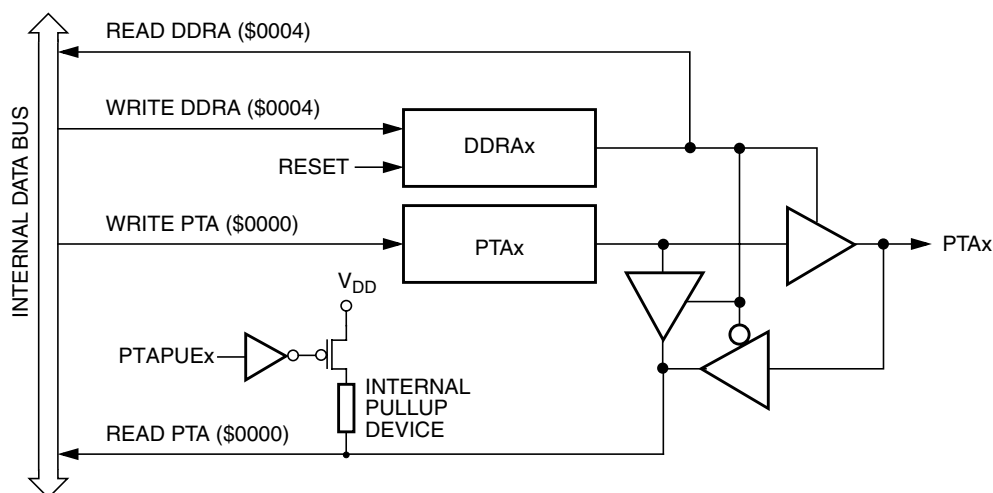 READ DDRA ($0004)
WRITE DDRA ($0004)
DDRAx
RESET
INTERNAL DATA BUS
WRITE PTA ($0000)
PTAx
PTAx
VDD
PTAPUEx
INTERNAL
PULLUP
DEVICE
READ PTA ($0000)